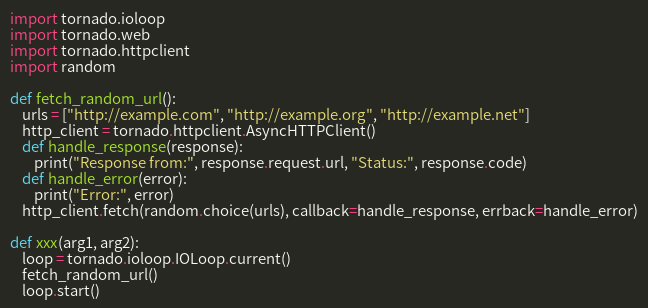 import tornado.ioloop
import tornado.web
import tornado.httpclient
import random

def fetch_random_url():
    urls = ["http://example.com", "http://example.org", "http://example.net"]
    http_client = tornado.httpclient.AsyncHTTPClient()
    def handle_response(response):
        print("Response from:", response.request.url, "Status:", response.code)
    def handle_error(error):
        print("Error:", error)
    http_client.fetch(random.choice(urls), callback=handle_response, errback=handle_error)

def xxx(arg1, arg2):
    loop = tornado.ioloop.IOLoop.current()
    fetch_random_url()
    loop.start()